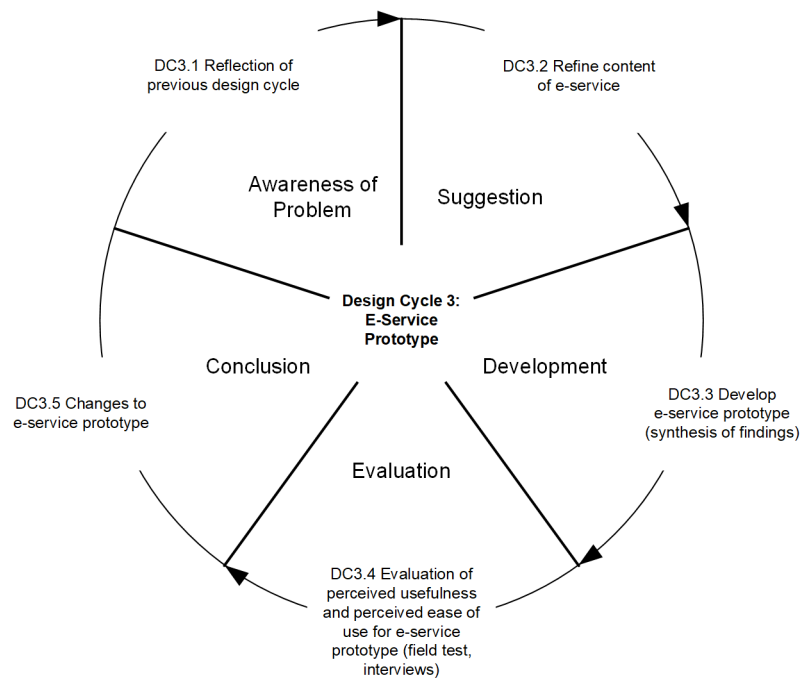 DC3.1 Reflection of
previous design cycle
DC3.2 Refine content
of e-service
Awareness of
Problem
Suggestion
Design Cycle 3:
E-Service
Prototype
Conclusion
Development
DC3.5 Changes to
e-service prototype
DC3.3 Develop
e-service prototype
(synthesis of findings)
Evaluation
DC3.4 Evaluation of
perceived usefulness
and perceived ease of
use for e-service
prototype (field test,
interviews)